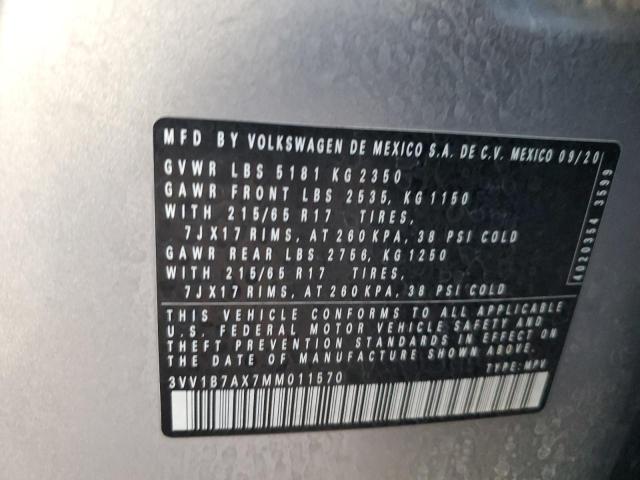 MFD BY VOLKSWAGEN DE MEXICO S.A. DE C.V. MEXICO 09/20
GVWR LBS 5181 KG 2350
GAWR FRONT LBS 2535, KG 1150
WITH 215/65 R17 TIRES,
7JX17 RIMS, AT 260 KPA, 38 PSI COLD
GAWR REAR LBS 2756, KG 1250
WITH 215/65 R17 TIRES,
7JX17 RIMS, AT 260 KPA, 38 PSI COLD
THIS VEHICLE CONFORMS TO ALL APPLICABLE
U.S. FEDERAL MOTOR VEHICLE SAFETY AND
THEFT PREVENTION STANDARDS IN EFFECT ON
THE DATE OF MANUFACTURE SHOWN ABOVE
3VV1B7AX7MM011570 TYPE: MPV
4020354 3599